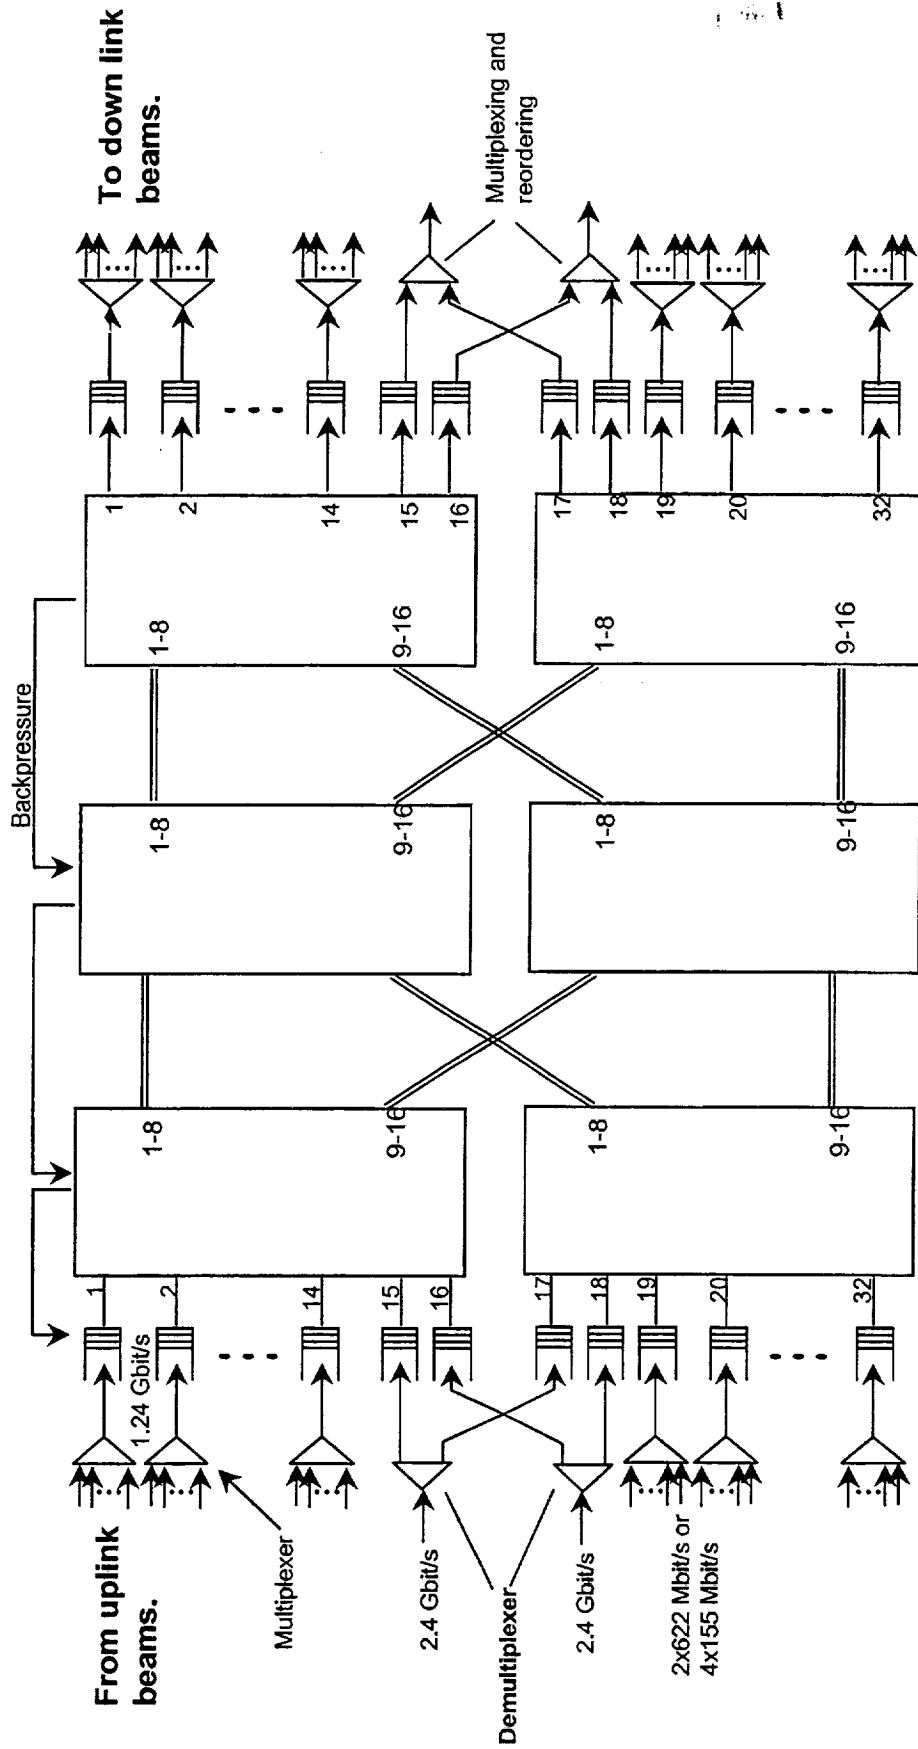 Backpressure
From uplink
beams.
To down link
beams.
1
1
1.24 Gbit/s
1-8
1-8
1-8
2
2
Multiplexer
14
14
9-16
9-16
9-16
15
15
2.4 Gbit/s
16
16
Multiplexing and
reordering
Demultiplexer
17
17
2.4 Gbit/s
18
18
1-8
1-8
1-8
19
19
2x622 Mbit/s or
4x155 Mbit/s
20
20
9-16
9-16
9-16
32
32